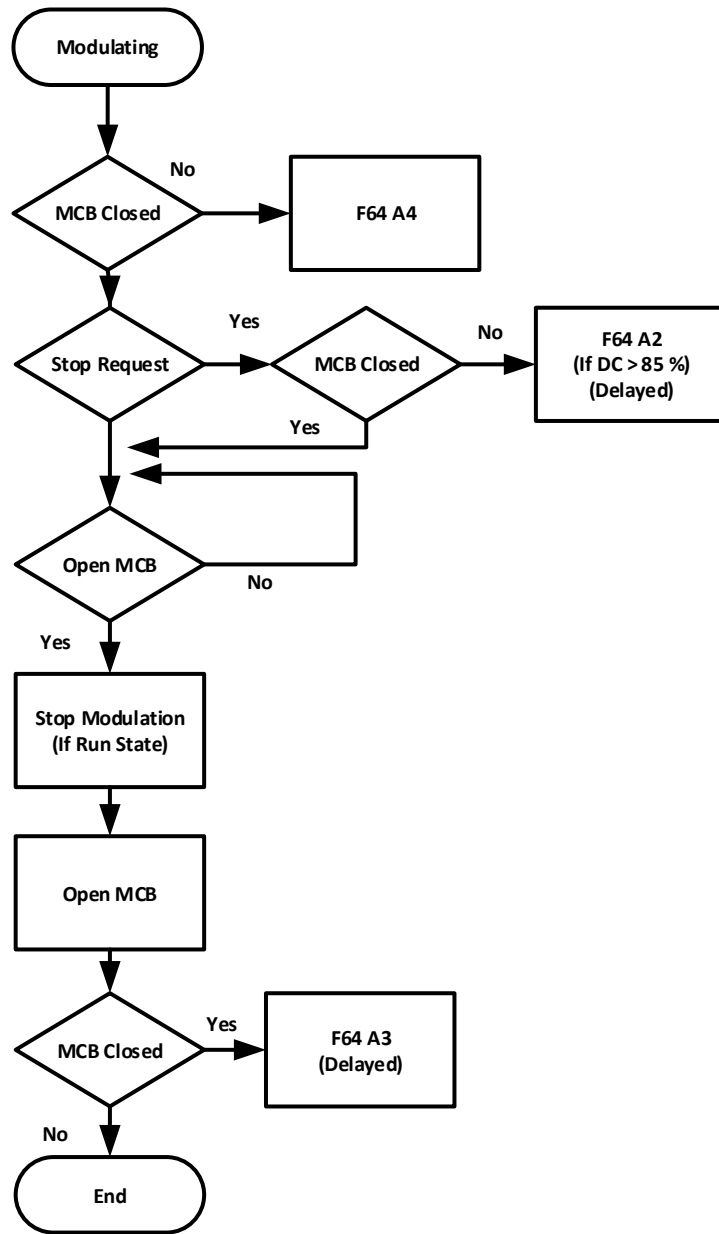 Modulating
No
MCB Closed
F64 A4
Yes
No
Stop Request
MCB Closed
F64 A2
(If DC > 85 %)
(Delayed)
Yes
Open MCB
No
Yes
Stop Modulation
(If Run State)
Open MCB
MCB Closed
Yes
F64 A3
(Delayed)
No
End